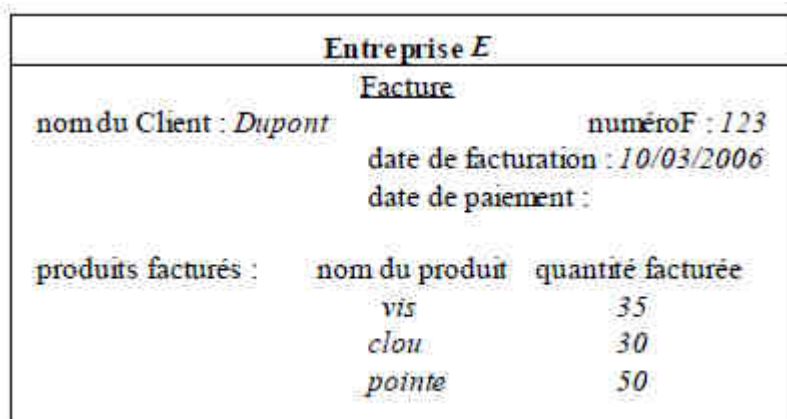 Entreprise E
Facture
nom du Client : Dupont numéroF : 123
date de facturation : 10/03/2006
date de paiement :
produits facturés : nom du produit quantité facturée
vis 35
clou 30
pointe 50